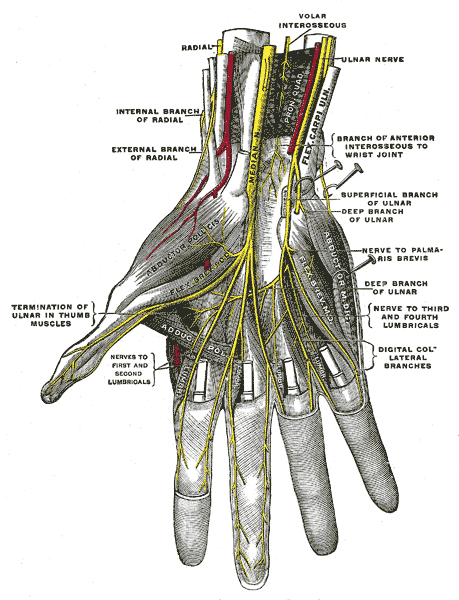 VOLAR
INTEROSSEOUS
RADIAL
ULNAR NERVE
PRON. QUAD.
FLEX. CARPI. ULN.
MEDIAN. N.
INTERNAL BRANCH
OF RADIAL
EXTERNAL BRANCH
OF RADIAL
BRANCH OF ANTERIOR
INTEROSSEOUS TO
WRIST JOINT
SUPERFICIAL BRANCH
OF ULNAR
DEEP BRANCH
OF ULNAR
ABDUCTOR POLLICIS
NERVE TO PALMA-
RIS BREVIS
ABDUCTOR
DEEP BRANCH
OF ULNAR
TERMINATION OF
ULNAR IN THUMB
MUSCLES
NERVE TO THIRD
AND FOURTH
LUMBRICALS
ADDUC. POLL.
NERVES TO
FIRST AND
SECOND
LUMBRICALS
DIGITAL COL-
LATERAL
BRANCHES